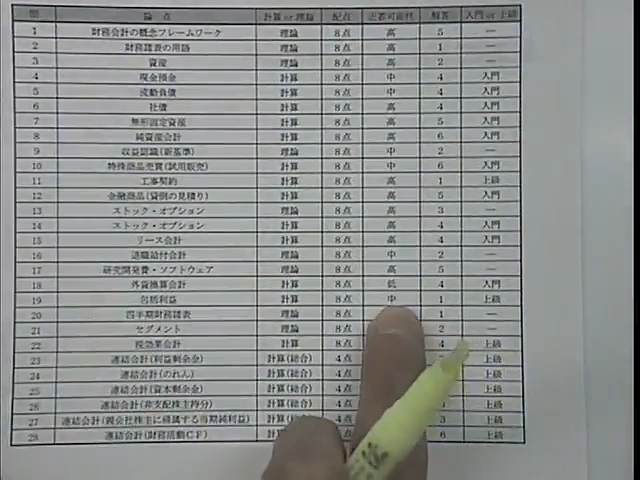 論点 計算 or 理論 配点 正答可能性 解答 入門 or 上級
1 財務会計の概念フレームワーク 理論 8点 高 5 ―
2 財務諸表の用語 理論 8点 高 1 ―
3 資産 理論 8点 高 2 ―
4 現金預金 計算 8点 中 4 入門
5 流動負債 計算 8点 中 4 入門
6 社債 計算 8点 高 4 入門
7 無形固定資産 計算 8点 高 5 入門
8 純資産会計 計算 8点 高 6 入門
9 収益認識(新基準) 理論 8点 中 2 ―
10 特殊商品売買(試用販売) 計算 8点 中 6 入門
11 工事契約 計算 8点 高 1 上級
12 金融商品(貸倒の見積り) 計算 8点 高 5 入門
13 ストック・オプション 理論 8点 高 3 ―
14 ストック・オプション 計算 8点 高 4 入門
15 リース会計 計算 8点 高 4 入門
16 退職給付会計 理論 8点 中 2 ―
17 研究開発費・ソフトウェア 理論 8点 高 5 ―
18 外貨換算会計 計算 8点 低 4 入門
19 包括利益 計算 8点 中 1 上級
20 四半期財務諸表 理論 8点 1 ―
21 セグメント 理論 8点 2 ―
22 税効果会計 計算 8点 4 上級
23 連結会計(利益剰余金) 計算(総合) 4点 上級
24 連結会計(のれん) 計算(総合) 4点 上級
25 連結会計(資本剰余金) 計算(総合) 4点 上級
26 連結会計(非支配株主持分) 計算(総合) 4点 上級
27 連結会計(親会社株主に帰属する当期純利益) 計算(総合) 4点 3 上級
28 連結会計(財務活動CF) 6 上級